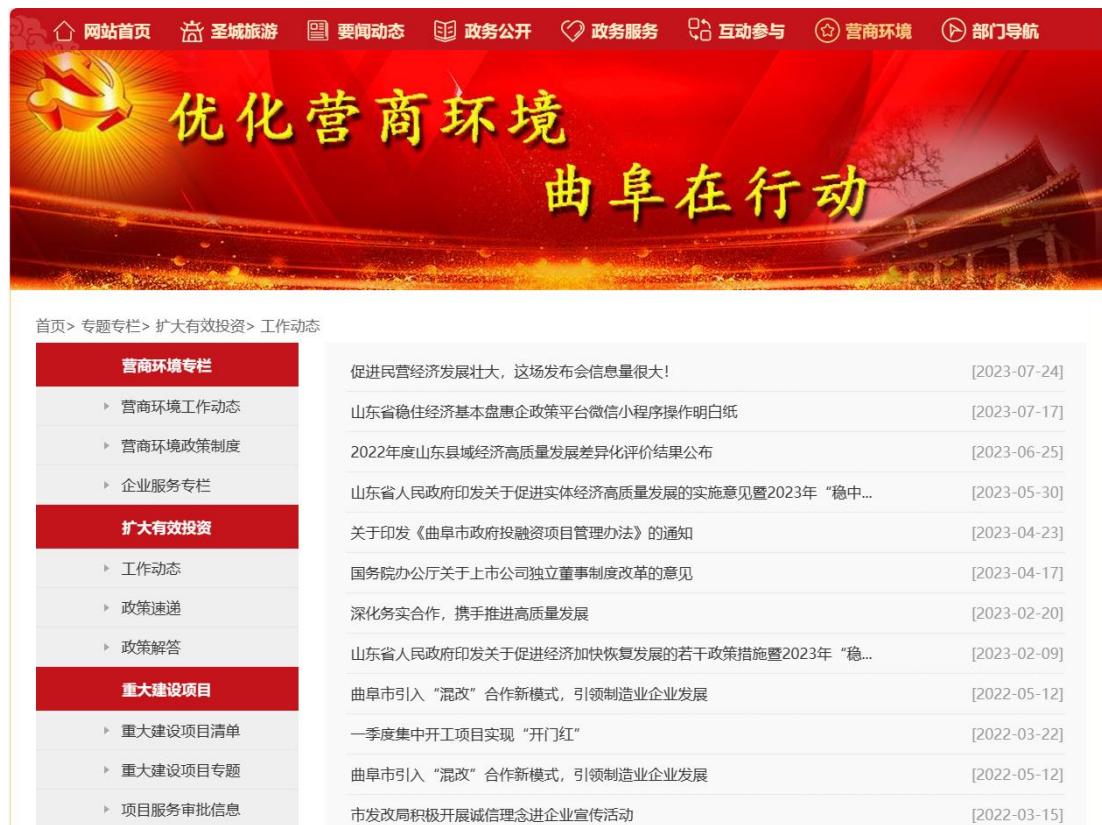 网站首页 圣城旅游 要闻动态 政务公开 政务服务 互动参与 营商环境 部门导航
优化营商环境
曲阜在行动
首页> 专题专栏> 扩大有效投资> 工作动态
营商环境专栏
营商环境工作动态
营商环境政策制度
企业服务专栏
扩大有效投资
工作动态
政策速递
政策解答
重大建设项目
重大建设项目清单
重大建设项目专题
项目服务审批信息
促进民营经济发展壮大，这场发布会信息量很大！ [2023-07-24]
山东省稳住经济基本盘惠企政策平台微信小程序操作明白纸 [2023-07-17]
2022年度山东县域经济高质量发展差异化评价结果公布 [2023-06-25]
山东省人民政府印发关于促进实体经济高质量发展的实施意见暨2023年“稳中... [2023-05-30]
关于印发《曲阜市政府投融资项目管理办法》的通知 [2023-04-23]
国务院办公厅关于上市公司独立董事制度改革的意见 [2023-04-17]
深化务实合作，携手推进高质量发展 [2023-02-20]
山东省人民政府印发关于促进经济加快恢复发展的若干政策措施暨2023年“稳... [2023-02-09]
曲阜市引入“混改”合作新模式，引领制造业企业发展 [2022-05-12]
一季度集中开工项目实现“开门红” [2022-03-22]
曲阜市引入“混改”合作新模式，引领制造业企业发展 [2022-05-12]
市发改局积极开展诚信理念进企业宣传活动 [2022-03-15]